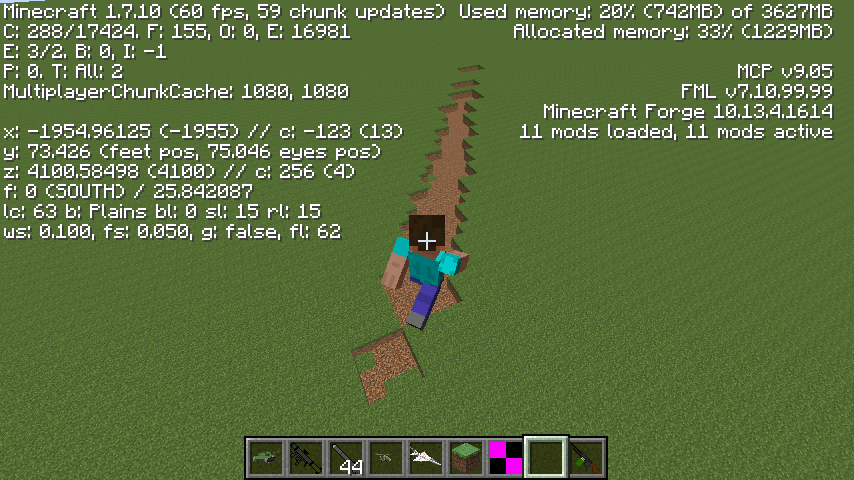 Minecraft 1.7.10 (60 fps, 59 chunk updates)
C: 288/17424. F: 155, O: 0, E: 16981
E: 3/2. B: 0, I: -1
P: 0. T: All: 2
MultiplayerChunkCache: 1080, 1080
x: -1954.96125 (-1955) // c: -123 (13)
y: 73.426 (feet pos, 75.046 eyes pos)
z: 4100.58498 (4100) // c: 256 (4)
f: 0 (SOUTH) / 25.842087
lc: 63 b: Plains bl: 0 sl: 15 rl: 15
ws: 0.100, fs: 0.050, g: false, fl: 62
Used memory: 20% (742MB) of 3627MB
Allocated memory: 33% (1229MB)
MCP v9.05
FML v7.10.99.99
Minecraft Forge 10.13.4.1614
11 mods loaded, 11 mods active
44